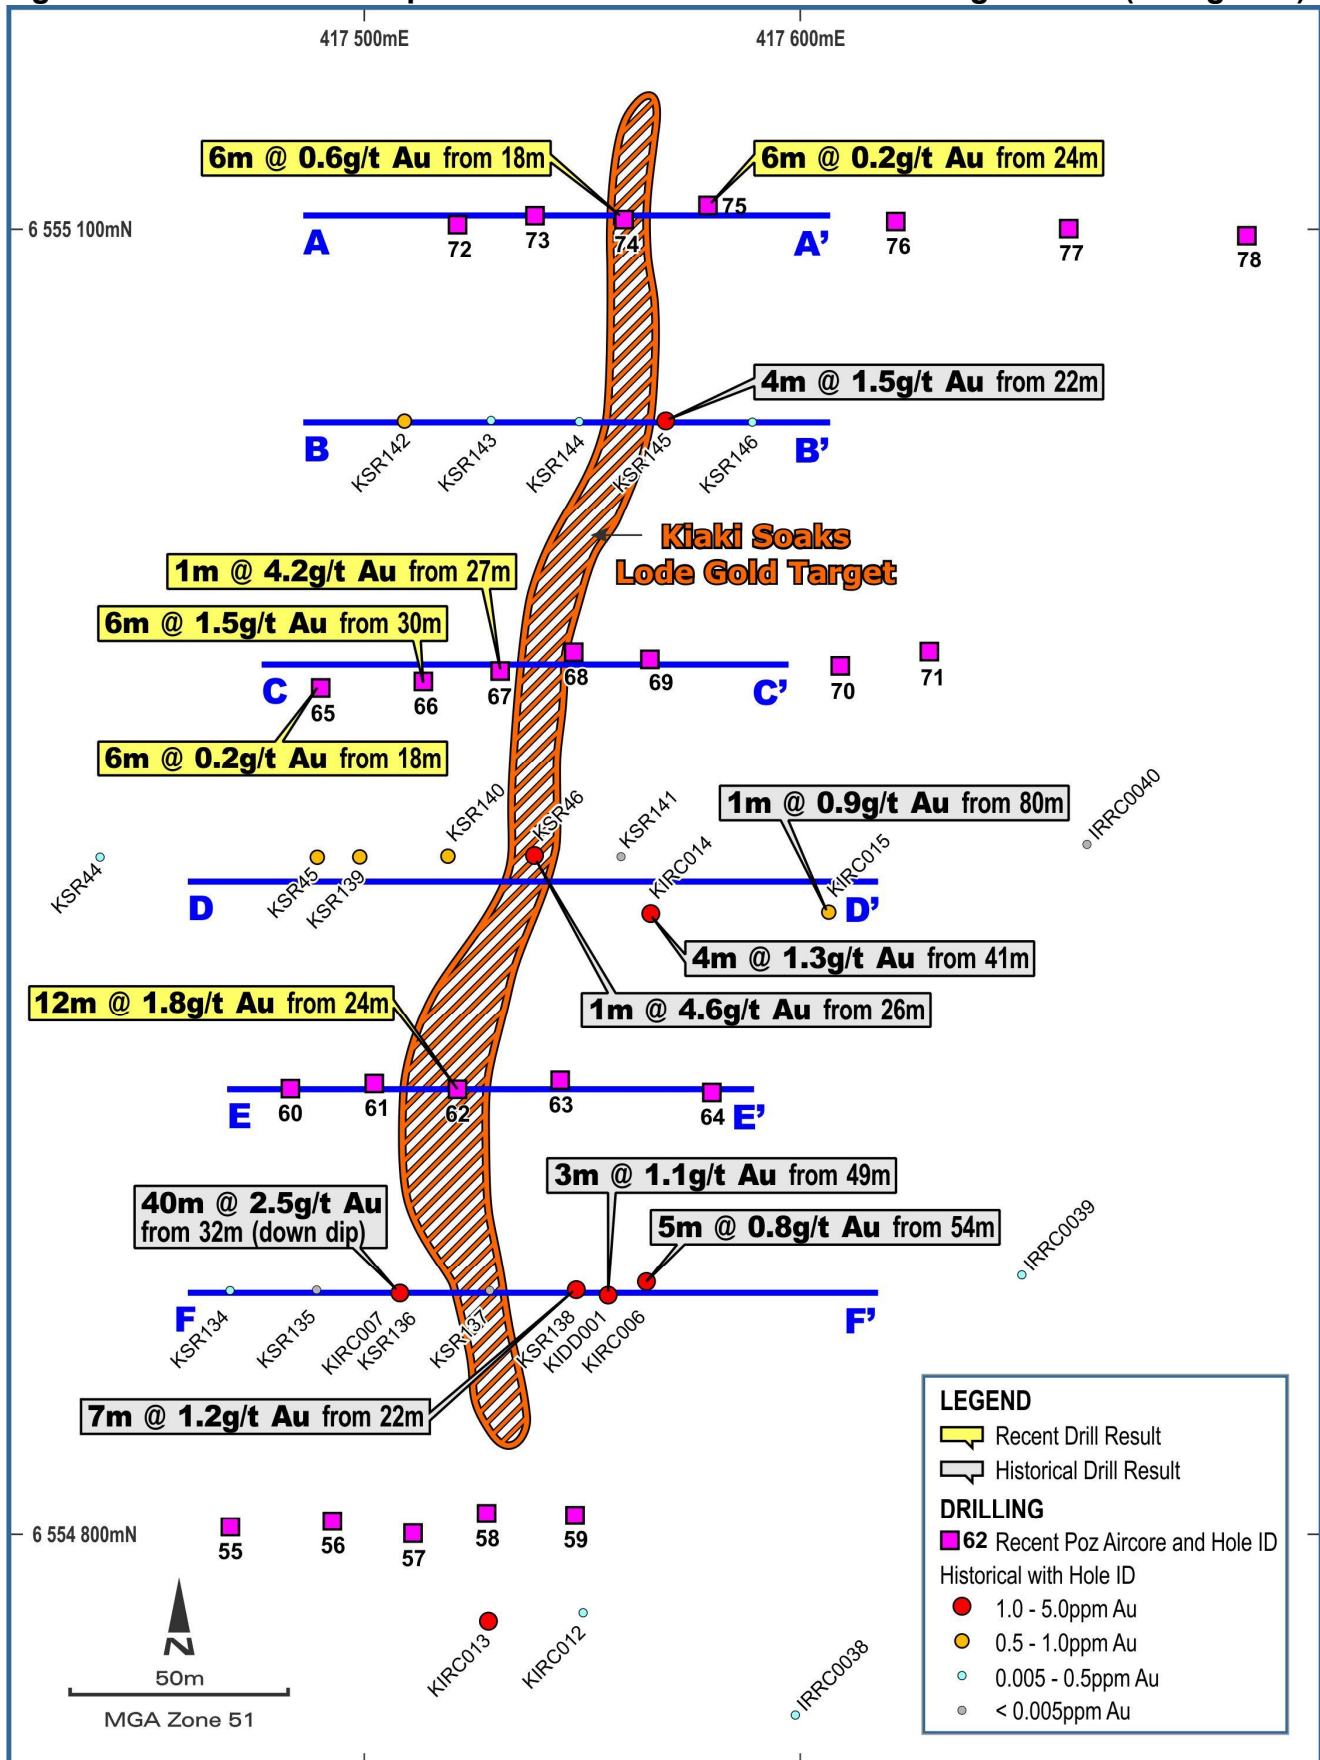 417 500mE
417 600mE
6m @ 0.6g/t Au from 18m
6m @ 0.2g/t Au from 24m
6 555 100mN
72
73
74
75
76
77
78
A
A'
4m @ 1.5g/t Au from 22m
B
B'
KSR142
KSR143
KSR144
KSR145
KSR146
Kiaki Soaks
Lode Gold Target
1m @ 4.2g/t Au from 27m
6m @ 1.5g/t Au from 30m
C
65
66
67
68
69
C'
70
71
6m @ 0.2g/t Au from 18m
1m @ 0.9g/t Au from 80m
KSR44
KSR45
KSR139
KSR140
KSR46
KSR141
KIRC014
KIRC015
IRRC0040
D
D'
4m @ 1.3g/t Au from 41m
1m @ 4.6g/t Au from 26m
12m @ 1.8g/t Au from 24m
E
60
61
62
63
64
E'
3m @ 1.1g/t Au from 49m
40m @ 2.5g/t Au
from 32m (down dip)
5m @ 0.8g/t Au from 54m
IRRC0039
F
F'
KSR134
KSR135
KIRC007
KSR136
KSR137
KSR138
KIDD001
KIRC006
7m @ 1.2g/t Au from 22m
6 554 800mN
55
56
57
58
59
KIRC013
KIRC012
IRRC0038
N
50m
MGA Zone 51
LEGEND
Recent Drill Result
Historical Drill Result
DRILLING
62 Recent Poz Aircore and Hole ID
Historical with Hole ID
1.0 - 5.0ppm Au
0.5 - 1.0ppm Au
0.005 - 0.5ppm Au
< 0.005ppm Au